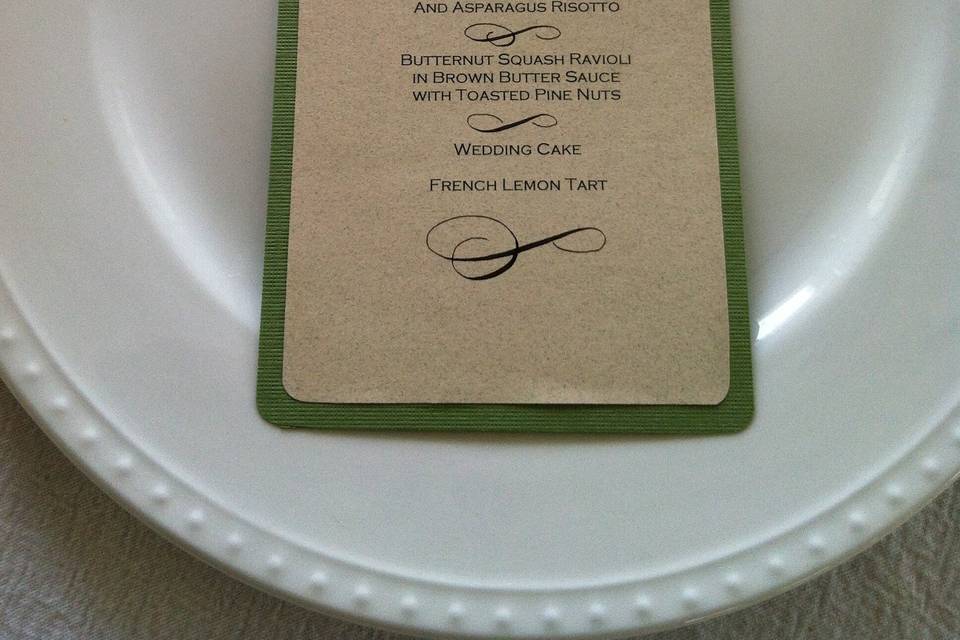 And Asparagus Risotto
Butternut Squash Ravioli
in Brown Butter Sauce
with Toasted Pine Nuts
Wedding Cake
French Lemon Tart